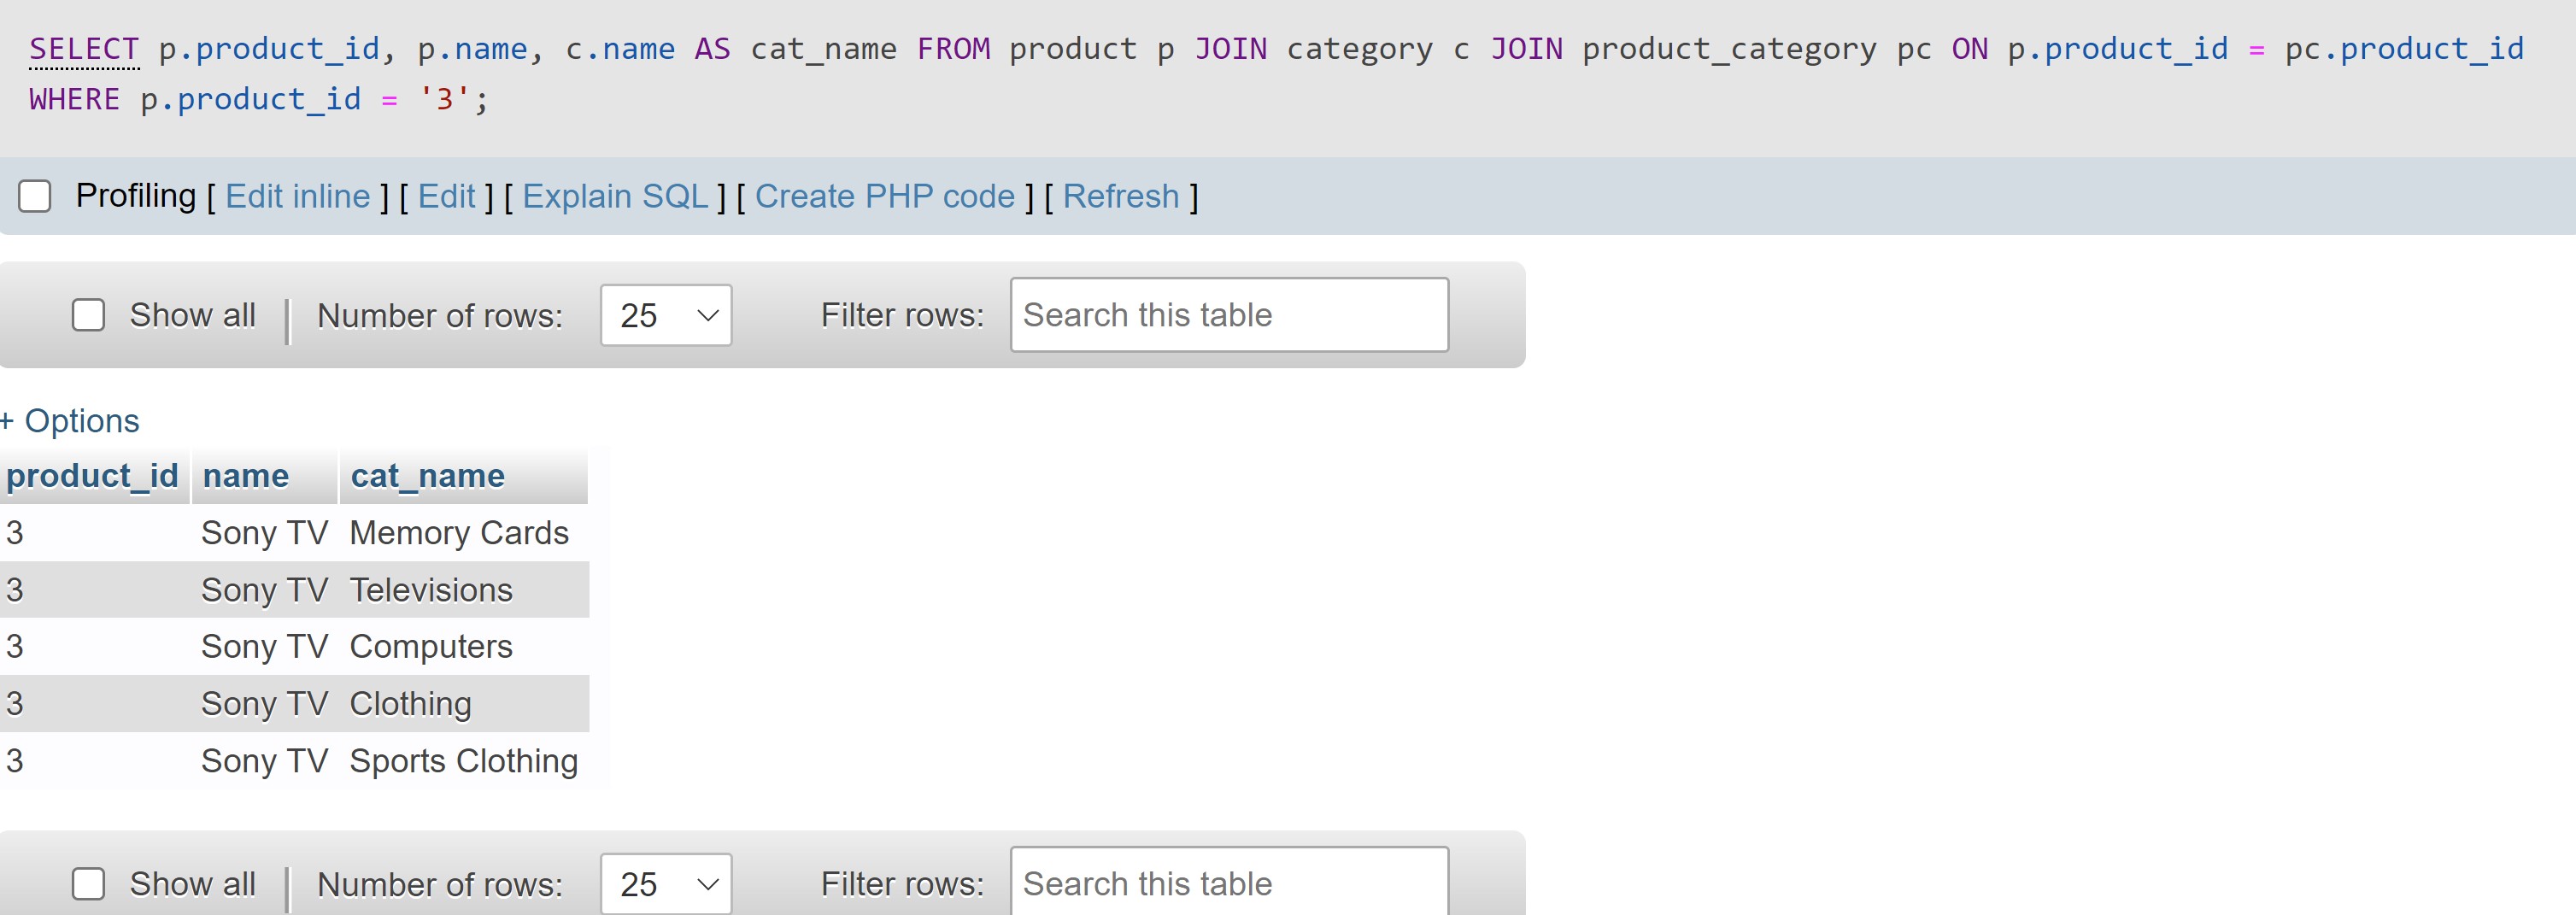 SELECT p.product_id, p.name, c.name AS cat_name FROM product p JOIN category c JOIN product_category pc ON p.product_id = pc.product_id
WHERE p.product_id = '3';
Profiling [ Edit inline ] [ Edit ] [ Explain SQL ] [ Create PHP code ] [ Refresh ]
Show all | Number of rows: 25 Filter rows: Search this table
+ Options
product_id name cat_name
3 Sony TV Memory Cards
3 Sony TV Televisions
3 Sony TV Computers
3 Sony TV Clothing
3 Sony TV Sports Clothing
Show all | Number of rows: 25 Filter rows: Search this table